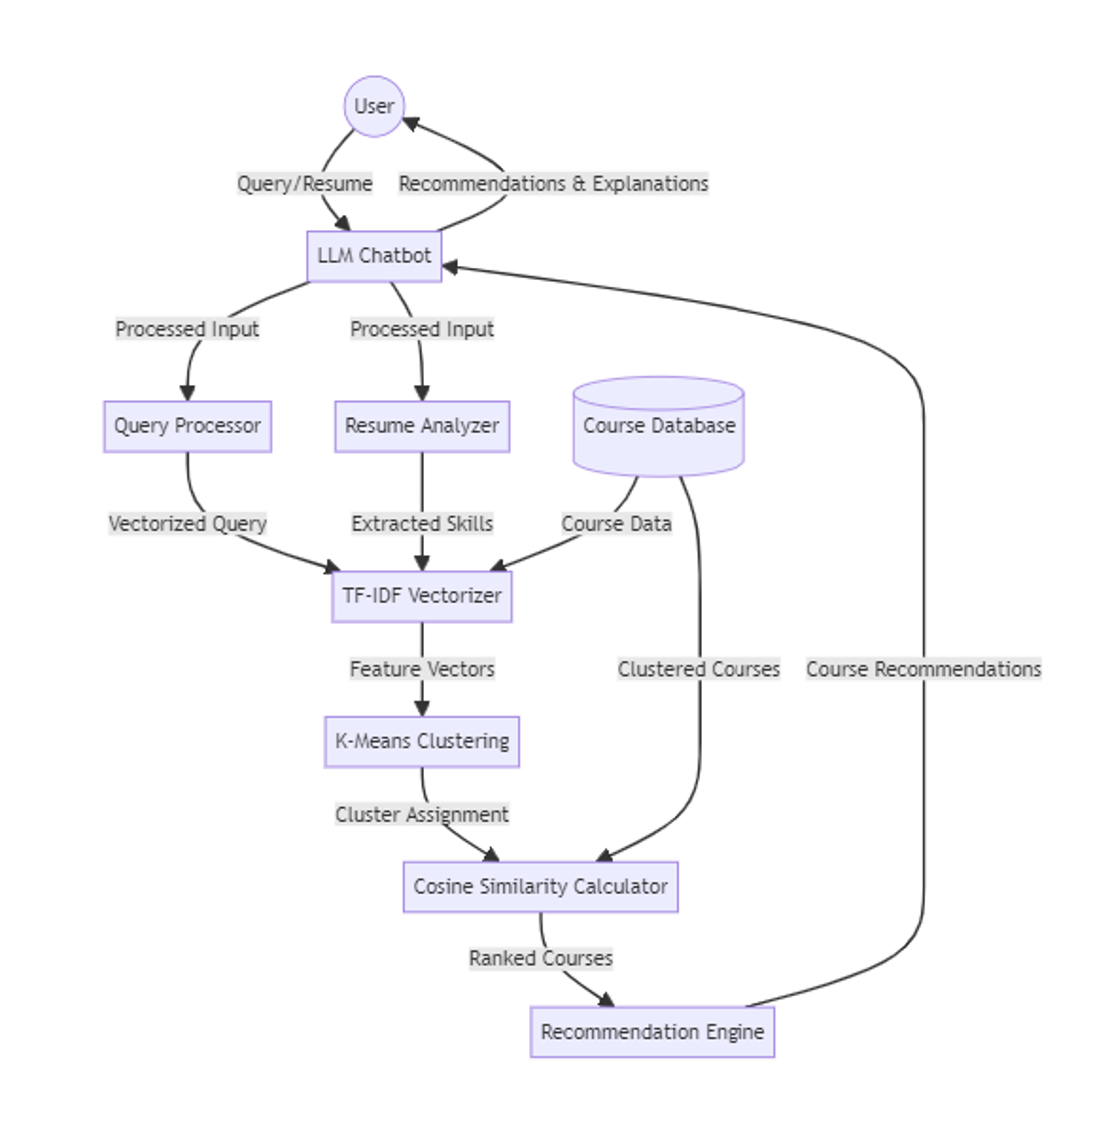 User
Query/Resume
Recommendations & Explanations
LLM Chatbot
Processed Input
Processed Input
Query Processor
Resume Analyzer
Course Database
Vectorized Query
Extracted Skills
Course Data
TF-IDF Vectorizer
Feature Vectors
Clustered Courses
Course Recommendations
K-Means Clustering
Cluster Assignment
Cosine Similarity Calculator
Ranked Courses
Recommendation Engine